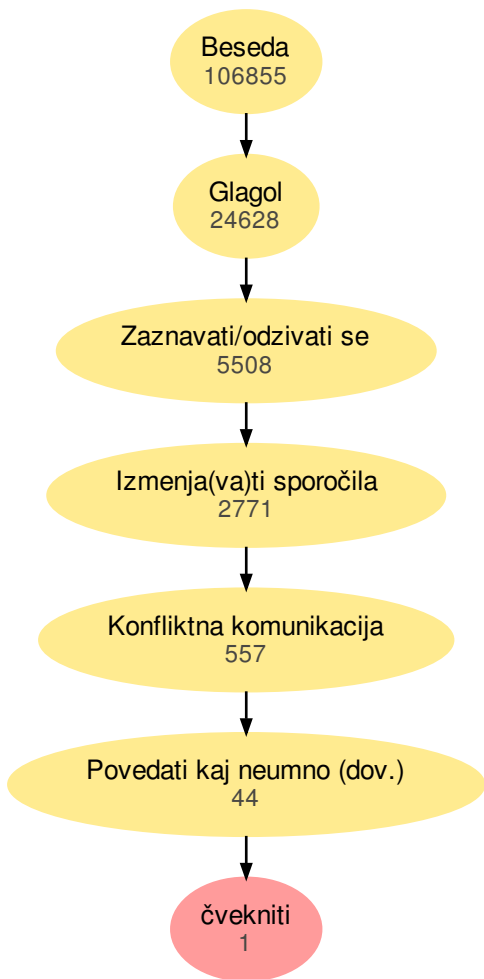 Beseda
106855
Glagol
24628
Zaznavati/odzivati se
5508
Izmenja(va)ti sporočila
2771
Konfliktna komunikacija
557
Povedati kaj neumno (dov.)
44
čvekniti
1